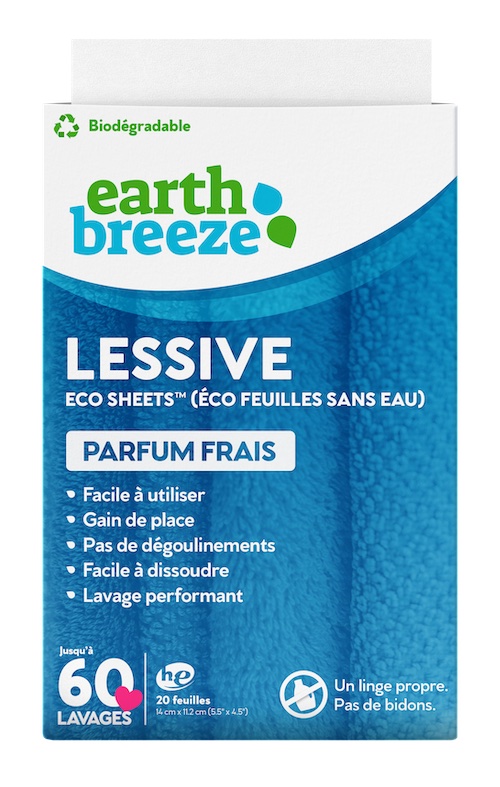 Biodégradable
earth
breeze
LESSIVE
ECO SHEETS™ (ÉCO FEUILLES SANS EAU)
PARFUM FRAIS
Facile à utiliser
Gain de place
Pas de dégoulinements
Facile à dissoudre
Lavage performant
Jusqu'à
60
LAVAGES
he
20 feuilles
14 cm x 11.2 cm (5.5" x 4.5")
Un linge propre.
Pas de bidons.